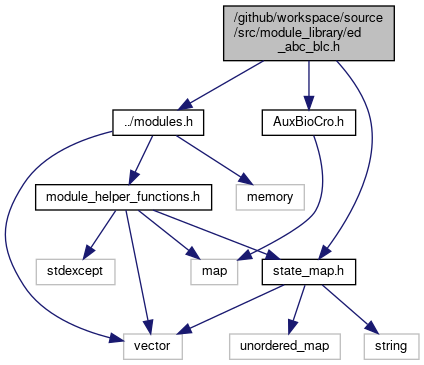 /github/workspace/source
/src/module_library/ed
_abc_blc.h
../modules.h
AuxBioCro.h
module_helper_functions.h
memory
stdexcept
map
state_map.h
vector
unordered_map
string